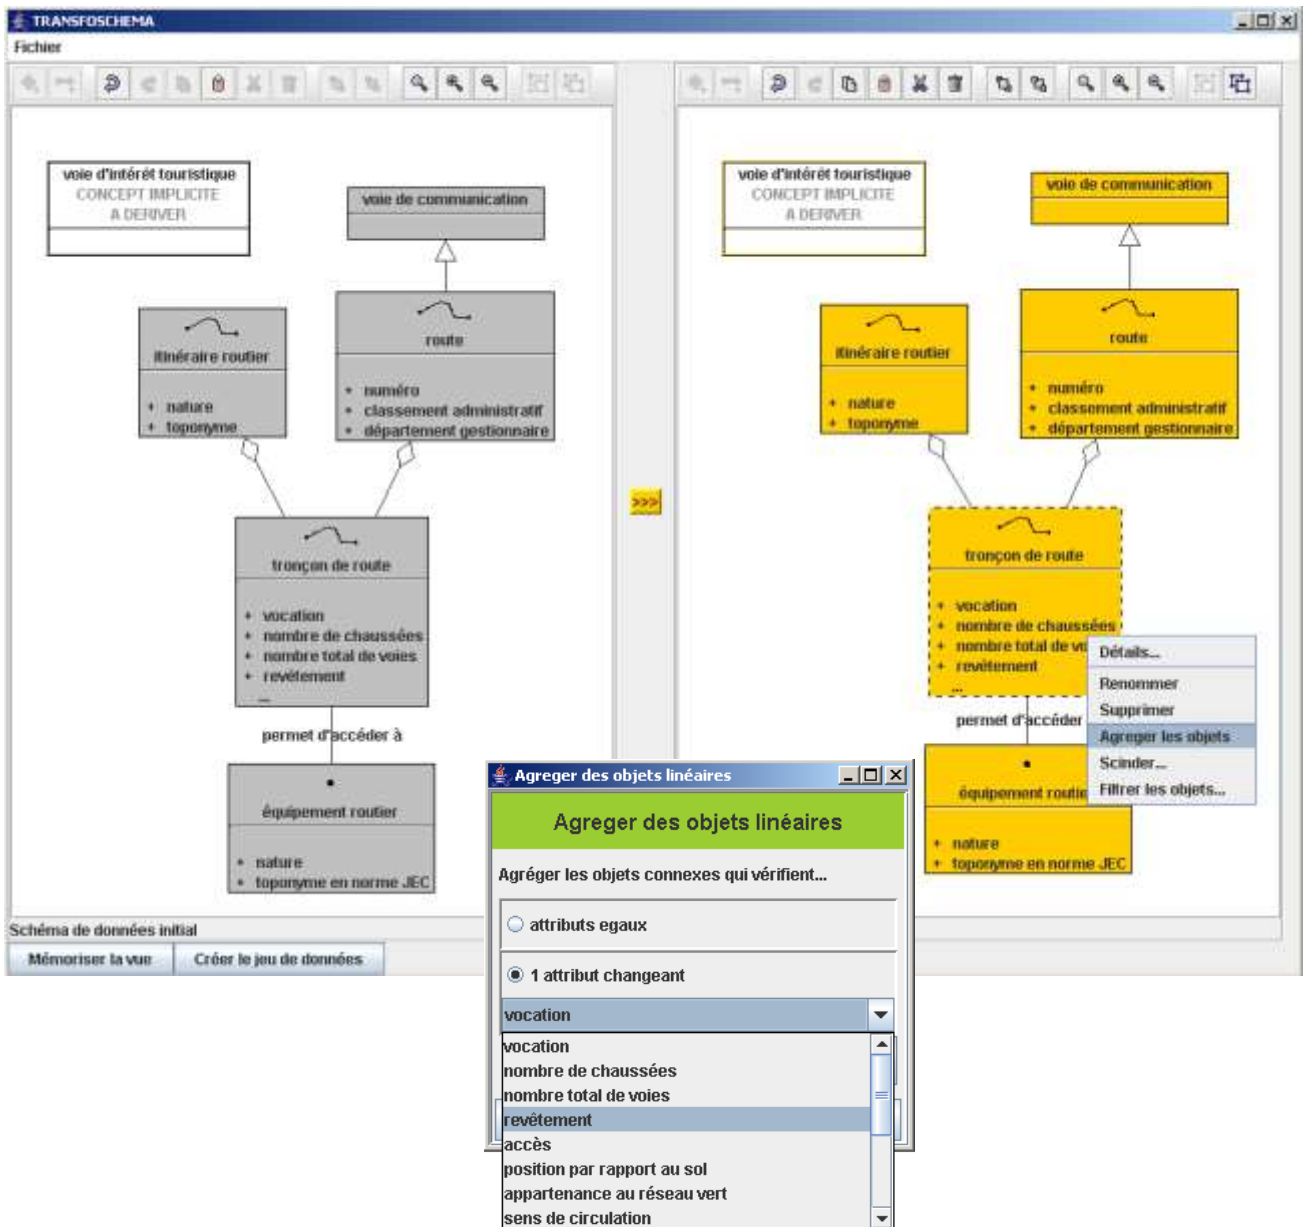 TRANSFOSCHEMA
Fichier
voie d'intérêt touristique
CONCEPT IMPLICITE
A DERIVER
voie de communication
itinéraire routier
+ nature
+ toponyme
route
+ numéro
+ classement administratif
+ département gestionnaire
tronçon de route
+ vocation
+ nombre de chaussées
+ nombre total de voies
+ revêtement
...
permet d'accéder à
équipement routier
+ nature
+ toponyme en norme JEC
Schéma de données initial
Mémoriser la vue
Créer le jeu de données
>>>
voie d'intérêt touristique
CONCEPT IMPLICITE
A DERIVER
voie de communication
itinéraire routier
+ nature
+ toponyme
route
+ numéro
+ classement administratif
+ département gestionnaire
tronçon de route
+ vocation
+ nombre de chaussées
+ nombre total de vo
+ revêtement
...
permet d'accéder
équipement routie
+ nature
+ toponyme en norme JEC
Détails...
Renommer
Supprimer
Agreger les objets
Scinder...
Filtrer les objets...
Agreger des objets linéaires
Agreger des objets linéaires
Agréger les objets connexes qui vérifient...
attributs egaux
1 attribut changeant
vocation
vocation
nombre de chaussées
nombre total de voies
revêtement
accès
position par rapport au sol
appartenance au réseau vert
sens de circulation